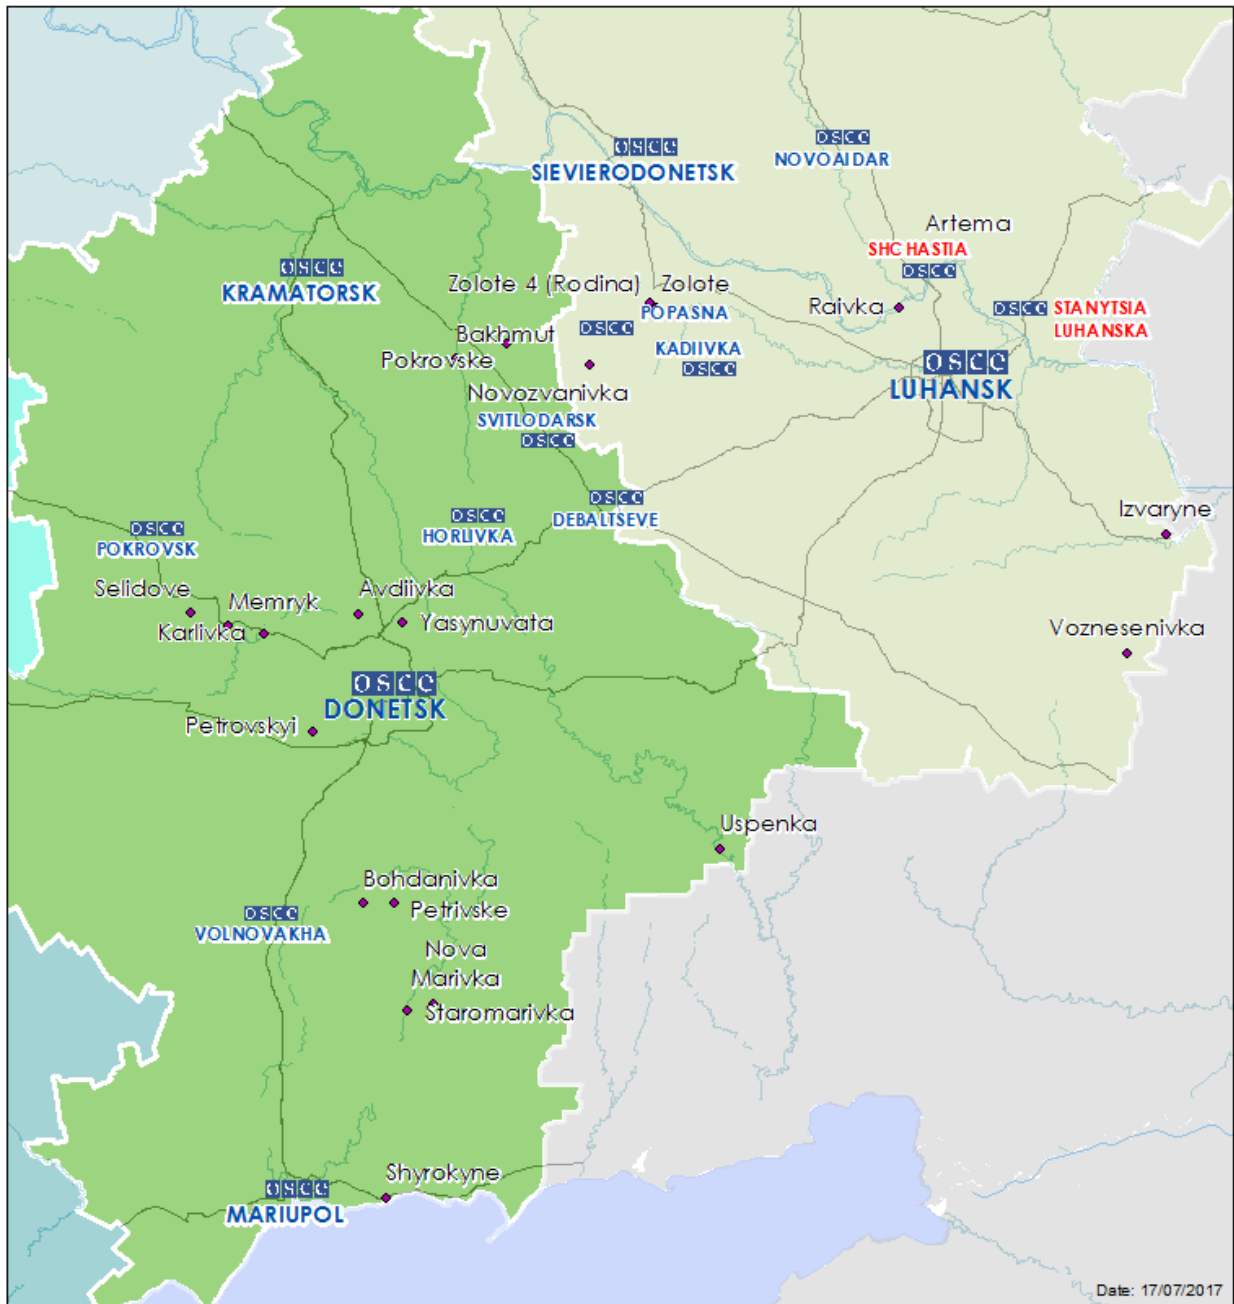 OSCE
NOVOAIDAR
OSCE
SIEVIERODONETSK
Artema
SHCHASTIA
OSCE
OSCE
KRAMATORSK
Zolote 4 (Rodina)
Zolote
POPASNA
OSCE
Raivka
OSCE
STANYTSIA
LUHANSKA
Bakhmut
Pokrovske
KADIIVKA
OSCE
OSCE
LUHANSK
Novozvanivka
SVITLODARSK
OSCE
OSCE
DEBALTSEVE
OSCE
HORLIVKA
Izvaryne
OSCE
POKROVSK
Selidove
Memryk
Karlivka
Avdiivka
Yasynuvata
Voznesenivka
OSCE
DONETSK
Petrovskyi
Uspenka
Bohdanivka
Petrivske
OSCE
VOLNOVAKHA
Nova
Marivka
Staromarivka
Shyrokyne
OSCE
MARIUPOL
Date: 17/07/2017